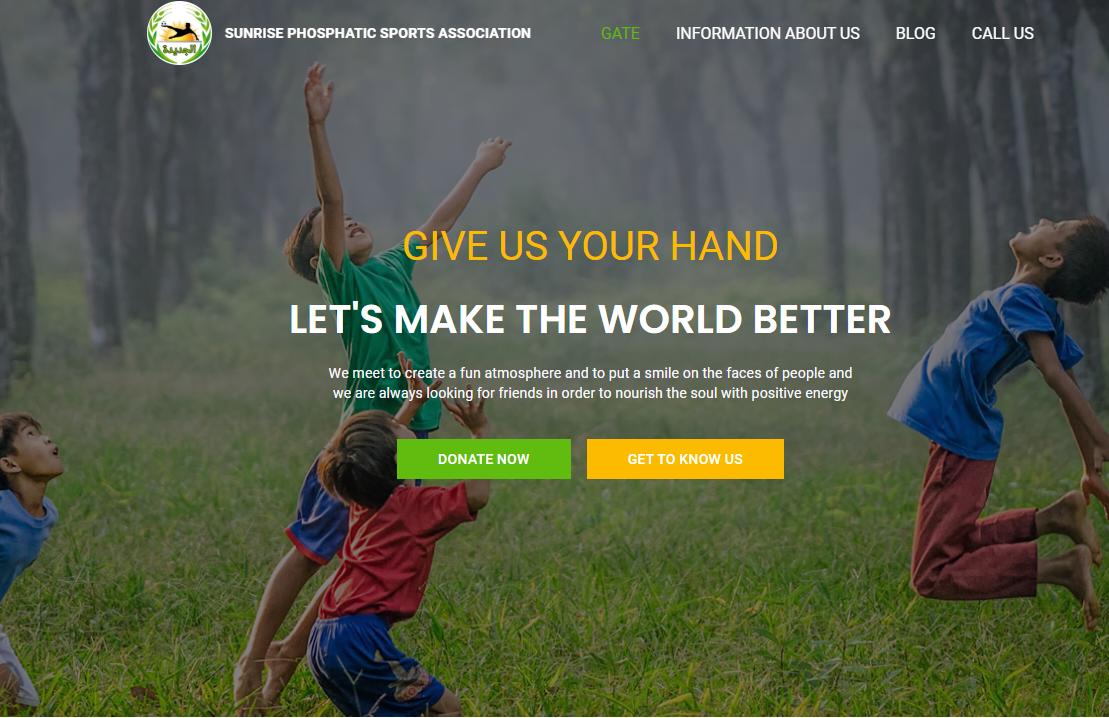 الجديدة
SUNRISE PHOSPHATIC SPORTS ASSOCIATION
GATE
INFORMATION ABOUT US
BLOG
CALL US
GIVE US YOUR HAND
LET'S MAKE THE WORLD BETTER
We meet to create a fun atmosphere and to put a smile on the faces of people and
we are always looking for friends in order to nourish the soul with positive energy
DONATE NOW
GET TO KNOW US